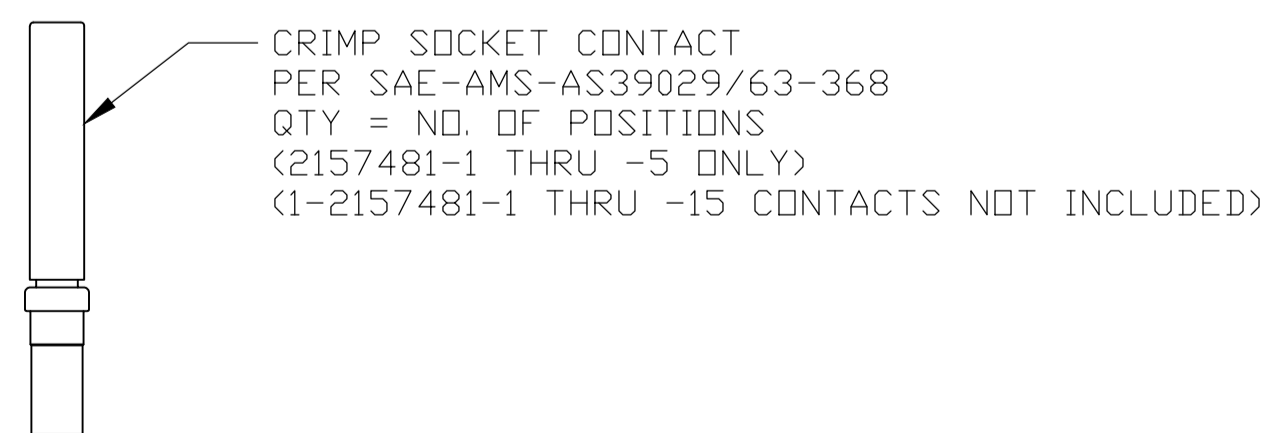 CRIMP SOCKET CONTACT
PER SAE-AMS-AS39029/63-368
QTY = NO. OF POSITIONS
(2157481-1 THRU -5 ONLY)
(1-2157481-1 THRU -15 CONTACTS NOT INCLUDED)